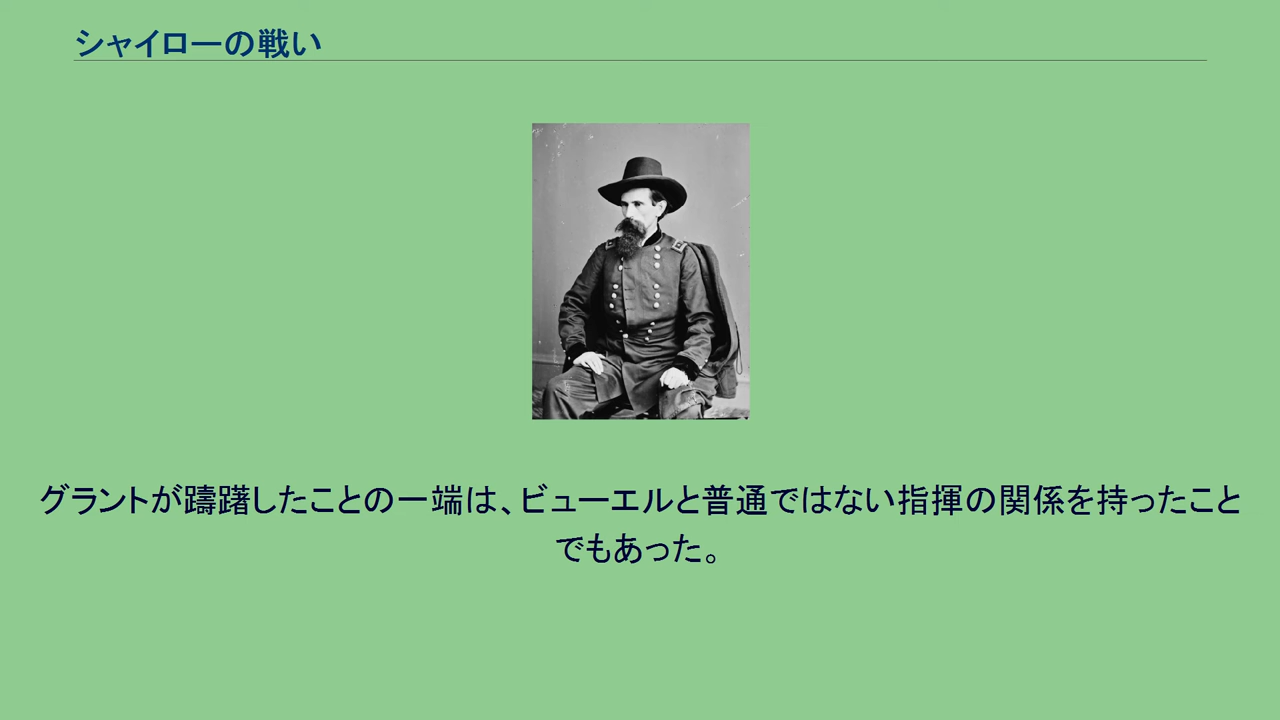 シャイローの戦い
グラントが躊躇したことの一端は、ビューエルと普通ではない指揮の関係を持ったこと
でもあった。